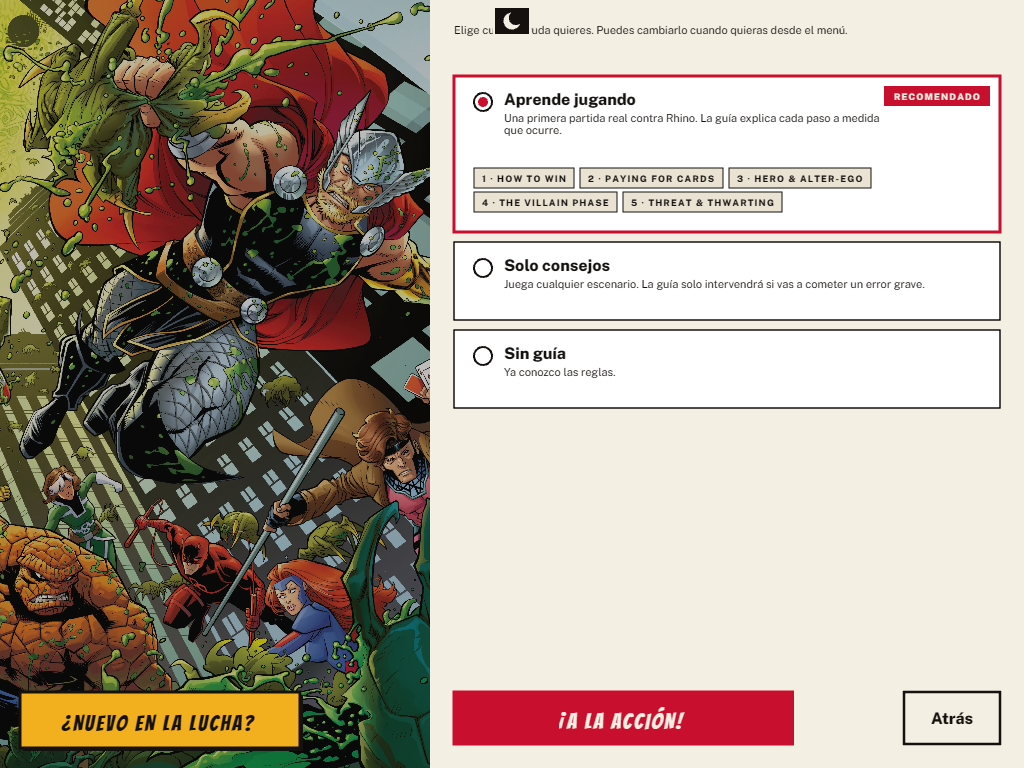 Elige cu uda quieres. Puedes cambiarlo cuando quieras desde el menú.
Aprende jugando
RECOMENDADO
Una primera partida real contra Rhino. La guía explica cada paso a medida
que ocurre.
1 · HOW TO WIN
2 · PAYING FOR CARDS
3 · HERO & ALTER-EGO
4 · THE VILLAIN PHASE
5 · THREAT & THWARTING
Solo consejos
Juega cualquier escenario. La guía solo intervendrá si vas a cometer un error grave.
Sin guía
Ya conozco las reglas.
¿NUEVO EN LA LUCHA?
¡A LA ACCIÓN!
Atrás